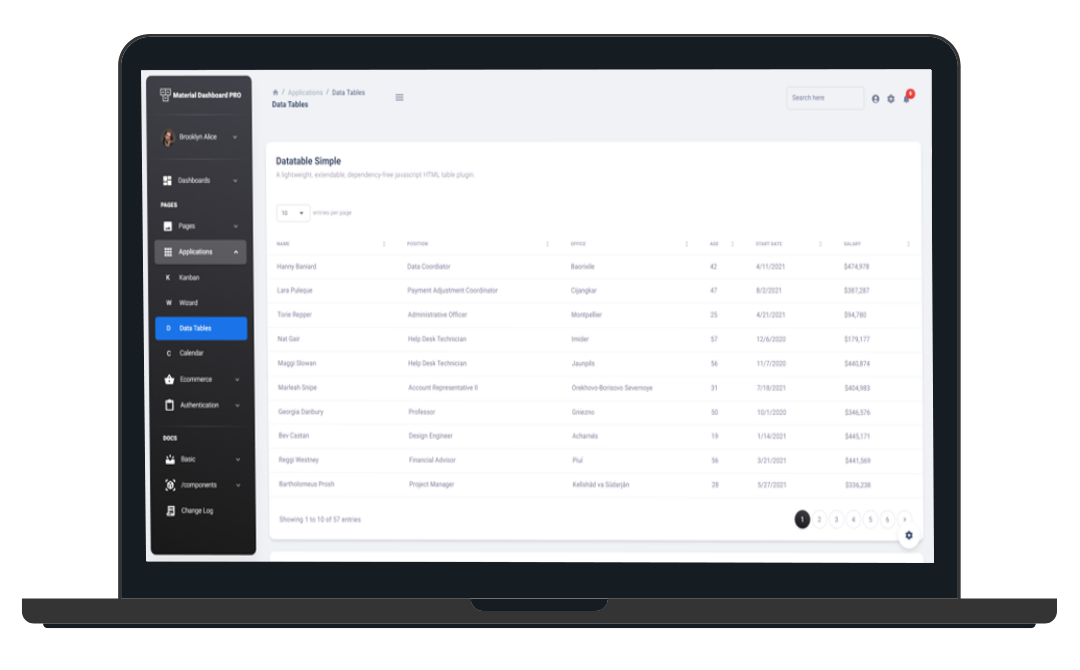 Material Dashboard PRO
Brooklyn Alice
Dashboards
PAGES
Pages
Applications
K Kanban
W Wizard
D Data Tables
C Calendar
Ecommerce
Authentication
DOCS
Basic
/components
Change Log
/ Applications / Data Tables
Data Tables
Search here
Datatable Simple
A lightweight, extendable, dependency-free javascript HTML table plugin.
10 entries per page
NAME POSITION OFFICE AGE START DATE SALARY
Hanny Baniard Data Coordiator Baorixile 42 4/11/2021 $474,978
Lara Puleque Payment Adjustment Coordinator Cijangkar 47 8/2/2021 $387,287
Torie Repper Administrative Officer Montpellier 25 4/21/2021 $94,780
Nat Gair Help Desk Technician Imider 57 12/6/2020 $179,177
Maggi Slowan Help Desk Technician Jaunpils 56 11/7/2020 $440,874
Marleah Snipe Account Representative II Orekhovo-Borisovo Severnoye 31 7/18/2021 $404,983
Georgia Danbury Professor Gniezno 50 10/1/2020 $346,576
Bev Castan Design Engineer Acharnés 19 1/14/2021 $445,171
Reggi Westney Financial Advisor Piuí 56 3/21/2021 $441,569
Bartholomeus Prosh Project Manager Kelishād va Sūdarjān 28 5/27/2021 $336,238
Showing 1 to 10 of 57 entries
1 2 3 4 5 6 ›